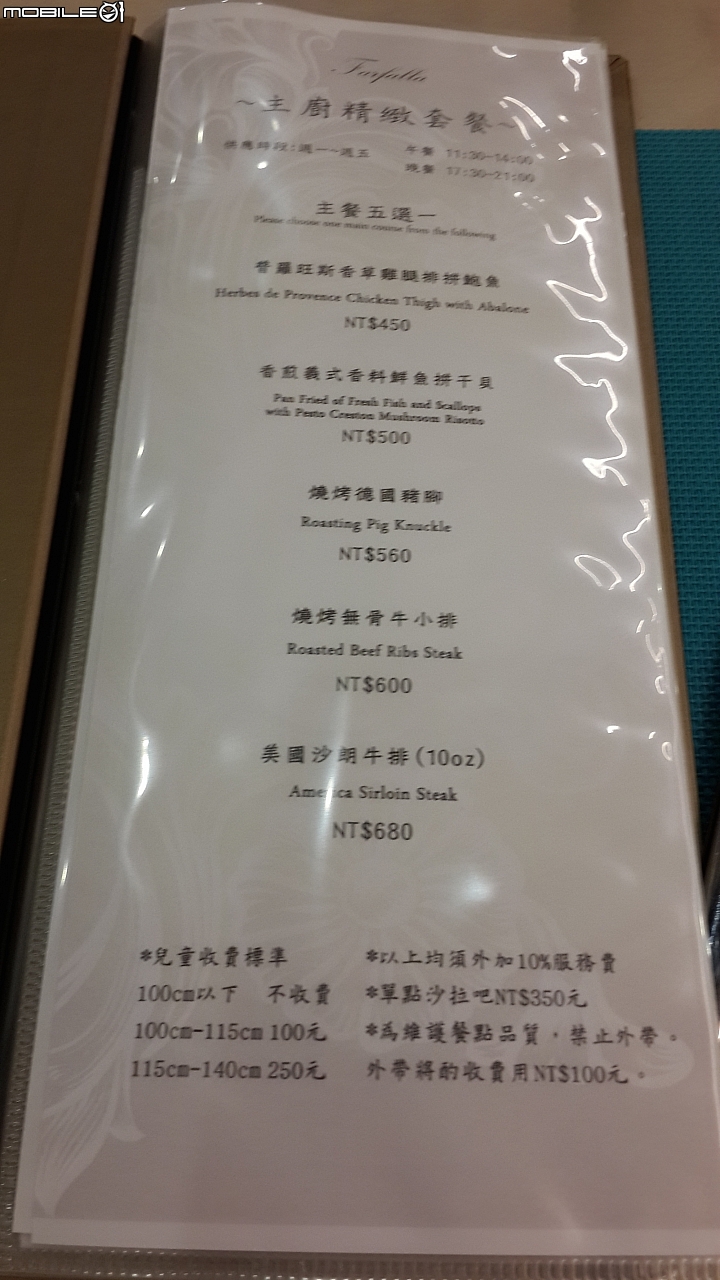 MOBILE01
Farfalla
~主廚精緻套餐~
供應時段:週一~週五
午餐 11:30-14:00
晚餐 17:30-21:00
主餐五選一
Please choose one main course from the following
普羅旺斯香草雞腿排拼鮑魚
Herbes de Provence Chicken Thigh with Abalone
NT$450
香煎義式香料鮮魚拼干貝
Pan Fried of Fresh Fish and Scallops
with Pesto Creston Mushroom Risotto
NT$500
燒烤德國豬腳
Roasting Pig Knuckle
NT$560
燒烤無骨牛小排
Roasted Beef Ribs Steak
NT$600
美國沙朗牛排(10oz)
America Sirloin Steak
NT$680
*兒童收費標準
100cm以下 不收費
100cm-115cm 100元
115cm-140cm 250元
*以上均須外加10%服務費
*單點沙拉吧NT$350元
*為維護餐點品質，禁止外帶。
外帶將酌收費用NT$100元。